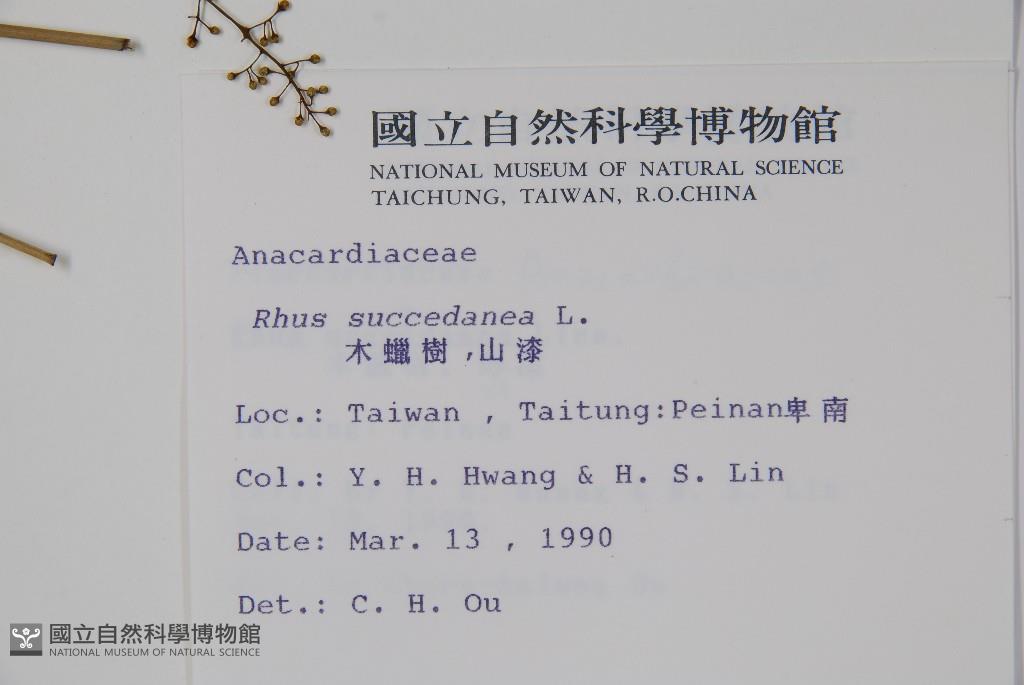 國立自然科學博物館
NATIONAL MUSEUM OF NATURAL SCIENCE
TAICHUNG, TAIWAN, R.O.CHINA
Anacardiaceae
Rhus succedanea L.
木蠟樹,山漆
Loc.: Taiwan , Taitung:Peinan卑南
Col.: Y. H. Hwang & H. S. Lin
Date: Mar. 13 , 1990
Det.: C. H. Ou
國立自然科學博物館
NATIONAL MUSEUM OF NATURAL SCIENCE